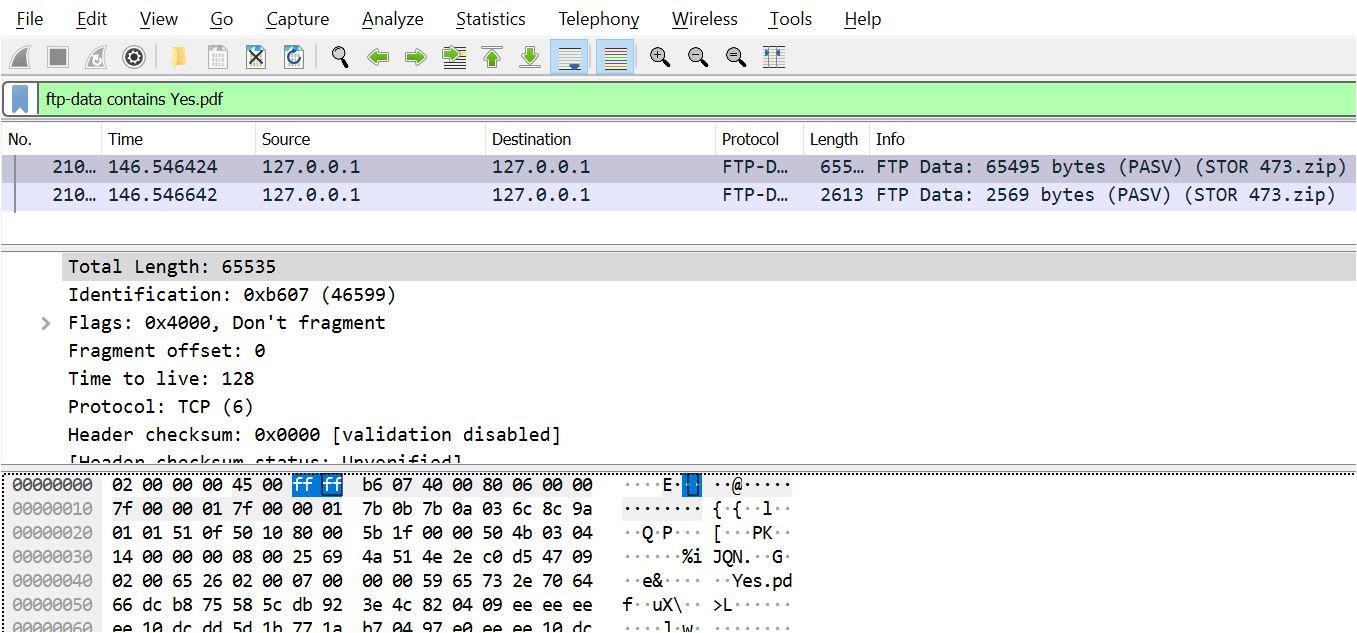 File Edit View Go Capture Analyze Statistics Telephony Wireless Tools Help
ftp-data contains Yes.pdf
No. Time Source Destination Protocol Length Info
210… 146.546424 127.0.0.1 127.0.0.1 FTP-D… 655… FTP Data: 65495 bytes (PASV) (STOR 473.zip)
210… 146.546642 127.0.0.1 127.0.0.1 FTP-D… 2613 FTP Data: 2569 bytes (PASV) (STOR 473.zip)
Total Length: 65535
Identification: 0xb607 (46599)
Flags: 0x4000, Don't fragment
Fragment offset: 0
Time to live: 128
Protocol: TCP (6)
Header checksum: 0x0000 [validation disabled]
[Header checksum status: Unverified]
00000000 02 00 00 00 45 00 ff ff b6 07 40 00 80 06 00 00 ····E·�� ··@·····
00000010 7f 00 00 01 7f 00 00 01 7b 0b 7b 0a 03 6c 8c 9a ········ {·{··l··
00000020 01 01 51 0f 50 10 80 00 5b 1f 00 00 50 4b 03 04 ··Q·P··· [···PK··
00000030 14 00 00 00 08 00 25 69 4a 51 4e 2e c0 d5 47 09 ······%i JQN.··G·
00000040 02 00 65 26 02 00 07 00 00 00 59 65 73 2e 70 64 ··e&···· ··Yes.pd
00000050 66 dc b8 75 58 5c db 92 3e 4c 82 04 09 ee ee ee f··uX\·· >L······
00000060 ee 10 dc dd 5d 1b 77 1a b7 04 97 e0 ee ee 10 dc ····]·w· ········